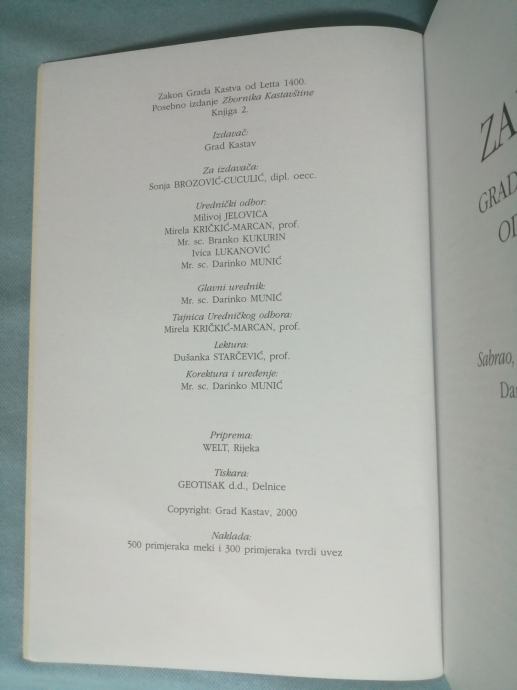 Zakon Grada Kastva od Letta 1400.
Posebno izdanje Zbornika Kastavštine
Knjiga 2.
Izdavač:
Grad Kastav
Za izdavača:
Sonja BROZOVIĆ-CUCULIĆ, dipl. oecc.
Urednički odbor:
Milivoj JELOVICA
Mirela KRIČKIĆ-MARCAN, prof.
Mr. sc. Branko KUKURIN
Ivica LUKANOVIĆ
Mr. sc. Darinko MUNIĆ
Glavni urednik:
Mr. sc. Darinko MUNIĆ
Tajnica Uredničkog odbora:
Mirela KRIČKIĆ-MARCAN, prof.
Lektura:
Dušanka STARČEVIĆ, prof.
Korektura i uređenje:
Mr. sc. Darinko MUNIĆ
Priprema:
WELT, Rijeka
Tiskara:
GEOTISAK d.d., Delnice
Copyright: Grad Kastav, 2000
Naklada:
500 primjeraka meki i 300 primjeraka tvrdi uvez
ZA
GRAD
OD
Sabrao,
Da